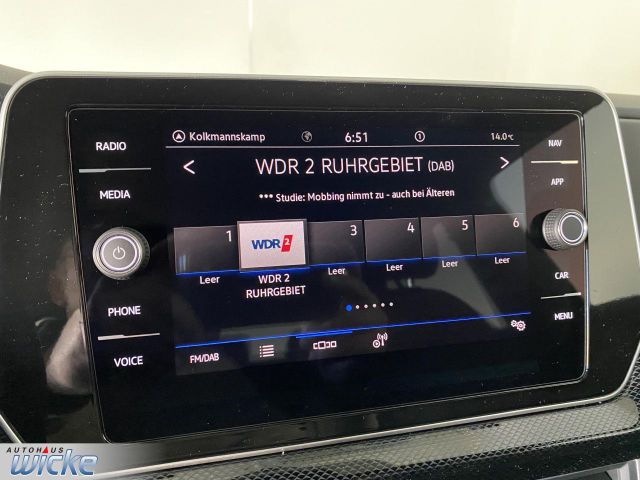 RADIO
MEDIA
PHONE
VOICE
Kolkmannskamp 6:51 1 14.0°C
< WDR 2 RUHRGEBIET (DAB) >
*** Studie: Mobbing nimmt zu - auch bei Älteren
1 WDR 2 3 4 5 6
Leer WDR 2 RUHRGEBIET Leer Leer Leer Leer
FM/DAB
NAV
APP
CAR
MENU
AUTOHAUS
WICKE